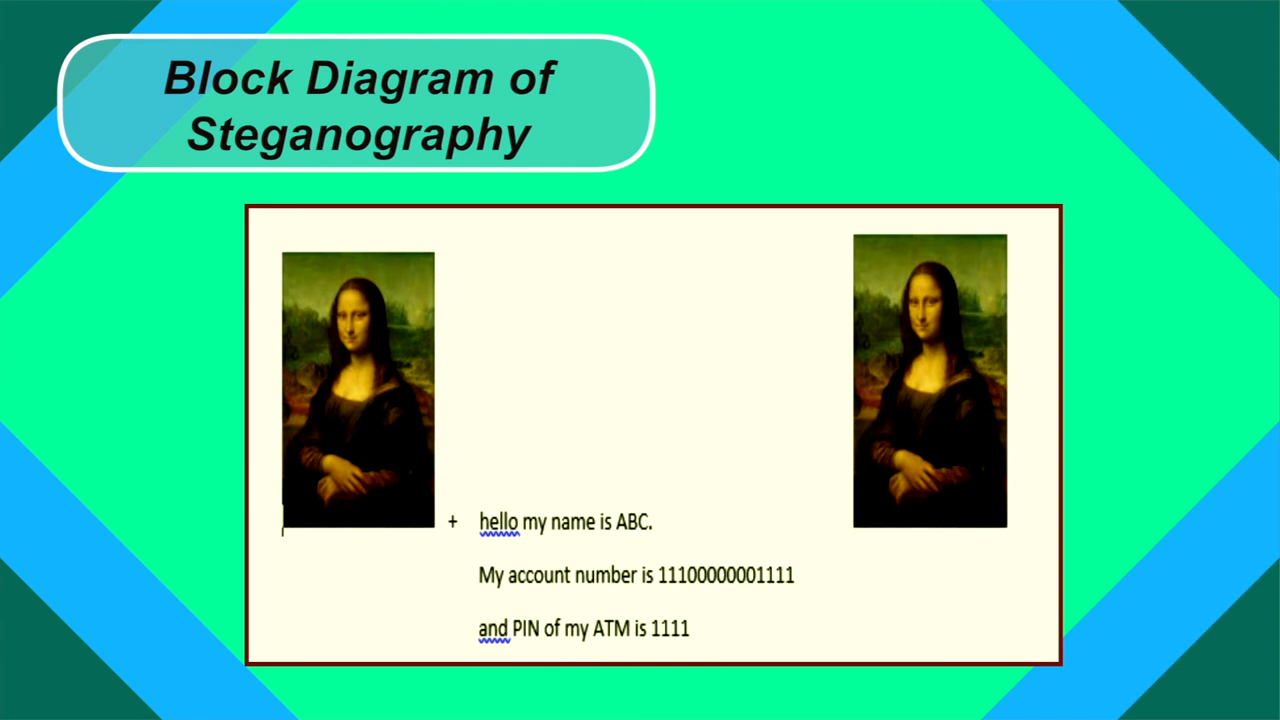 Block Diagram of
Steganography
+ hello my name is ABC.
My account number is 11100000001111
and PIN of my ATM is 1111